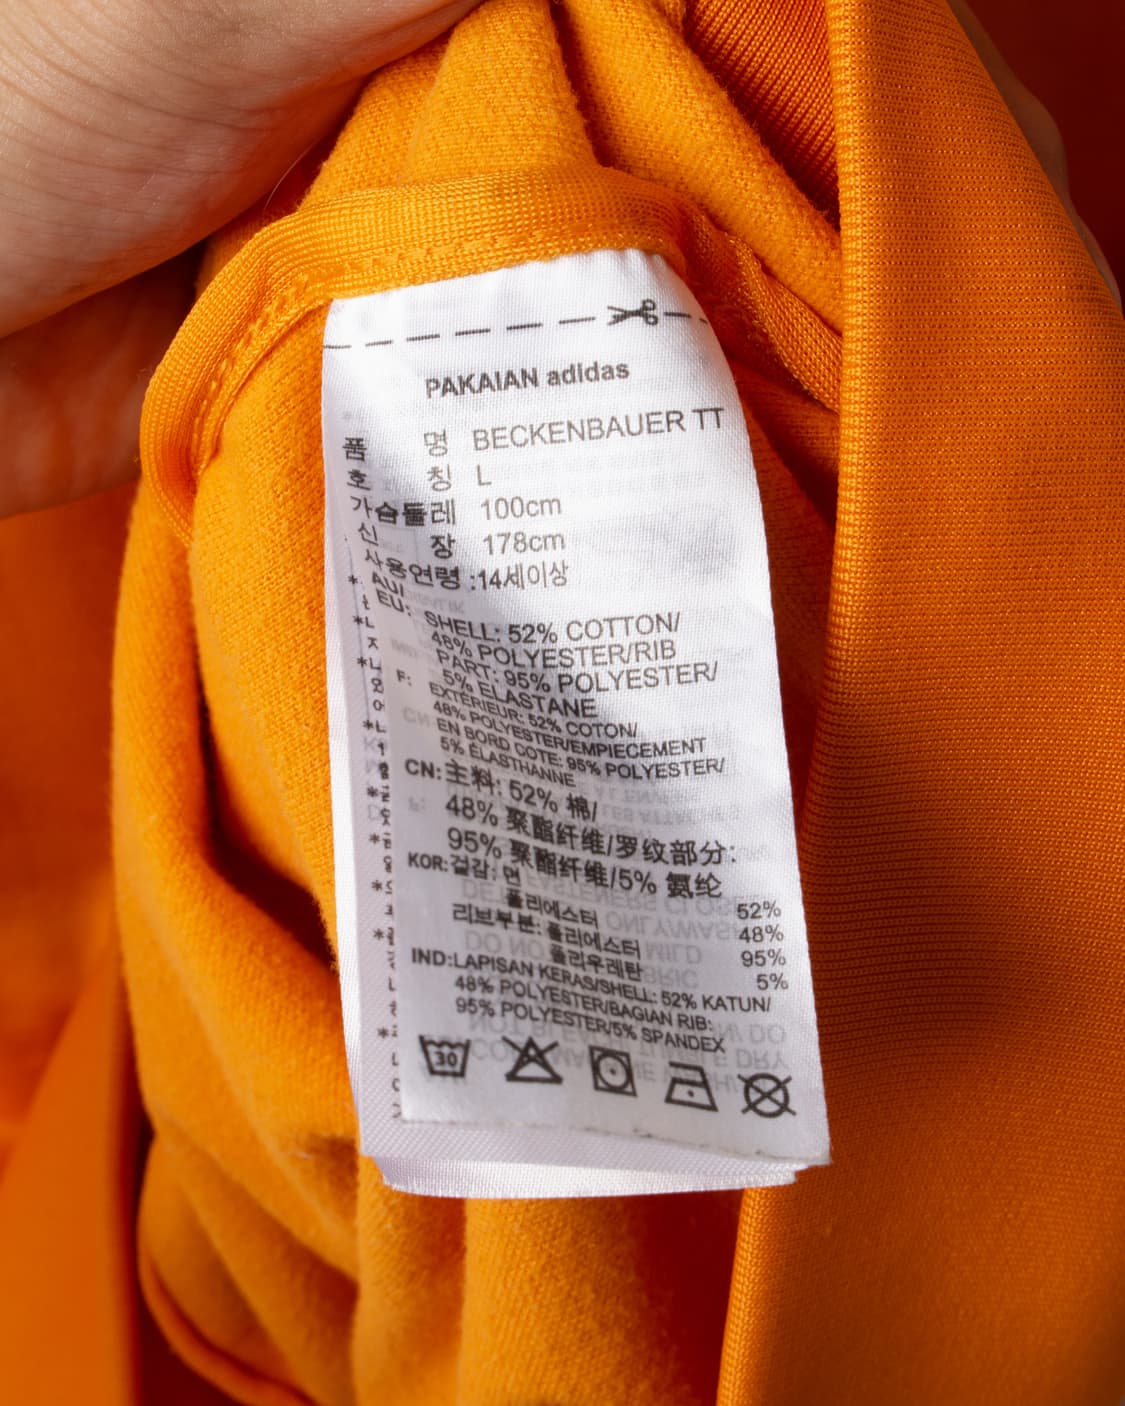 PAKAIAN adidas
품 명 BECKENBAUER TT
호 칭 L
가슴둘레 100cm
신 장 178cm
사용연령 :14세이상
EU: SHELL: 52% COTTON/
48% POLYESTER/RIB
PART: 95% POLYESTER/
5% ELASTANE
F: EXTÉRIEUR: 52% COTON/
48% POLYESTER/EMPIECEMENT
EN BORD COTE: 95% POLYESTER/
5% ÉLASTHANNE
CN: 主料: 52% 棉/
48% 聚酯纤维/罗纹部分:
95% 聚酯纤维/5% 氨纶
KOR: 겉감: 면 52%
폴리에스터 48%
리브부분: 폴리에스터 95%
폴리우레탄 5%
IND: LAPISAN KERAS/SHELL: 52% KATUN/
48% POLYESTER/BAGIAN RIB:
95% POLYESTER/5% SPANDEX
30